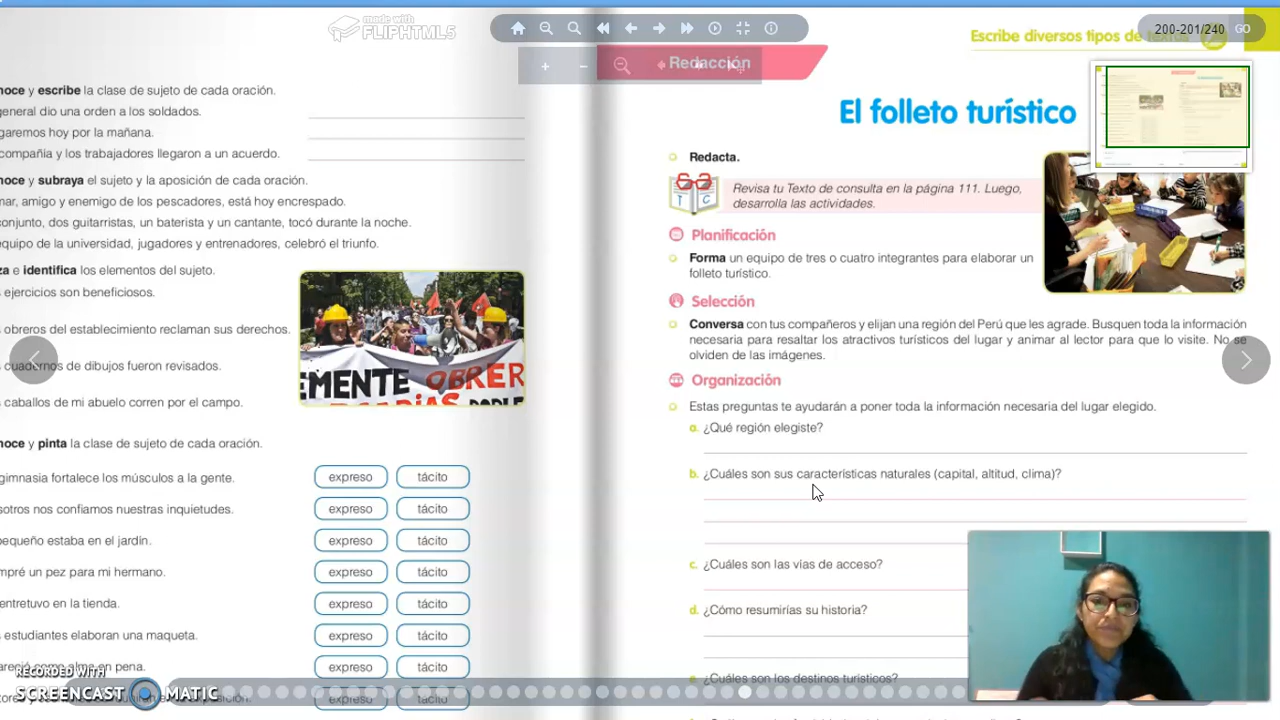 made with
FLIPHTML5
200-201/240 GO
Escribe diversos tipos de
Redacción
El folleto turístico
noce y escribe la clase de sujeto de cada oración.
general dio una orden a los soldados.
garemos hoy por la mañana.
compañía y los trabajadores llegaron a un acuerdo.
noce y subraya el sujeto y la aposición de cada oración.
mar, amigo y enemigo de los pescadores, está hoy encrespado.
conjunto, dos guitarristas, un baterista y un cantante, tocó durante la noche.
equipo de la universidad, jugadores y entrenadores, celebró el triunfo.
za e identifica los elementos del sujeto.
ejercicios son beneficiosos.
obreros del establecimiento reclaman sus derechos.
cuadernos de dibujos fueron revisados.
caballos de mi abuelo corren por el campo.
EMENTE OBRER
noce y pinta la clase de sujeto de cada oración.
gimnasia fortalece los músculos a la gente. expreso tácito
sotros nos confiamos nuestras inquietudes. expreso tácito
pequeño estaba en el jardín. expreso tácito
mpré un pez para mi hermano. expreso tácito
entretuvo en la tienda. expreso tácito
estudiantes elaboran una maqueta. expreso tácito
areció como alma en pena. expreso tácito
expreso tácito
Redacta.
T C
Revisa tu Texto de consulta en la página 111. Luego,
desarrolla las actividades.
Planificación
Forma un equipo de tres o cuatro integrantes para elaborar un
folleto turístico.
Selección
Conversa con tus compañeros y elijan una región del Perú que les agrade. Busquen toda la información
necesaria para resaltar los atractivos turísticos del lugar y animar al lector para que lo visite. No se
olviden de las imágenes.
Organización
Estas preguntas te ayudarán a poner toda la información necesaria del lugar elegido.
a. ¿Qué región elegiste?
b. ¿Cuáles son sus características naturales (capital, altitud, clima)?
c. ¿Cuáles son las vías de acceso?
d. ¿Cómo resumirías su historia?
e. ¿Cuáles son los destinos turísticos?
RECORDED WITH
SCREENCAST MATIC